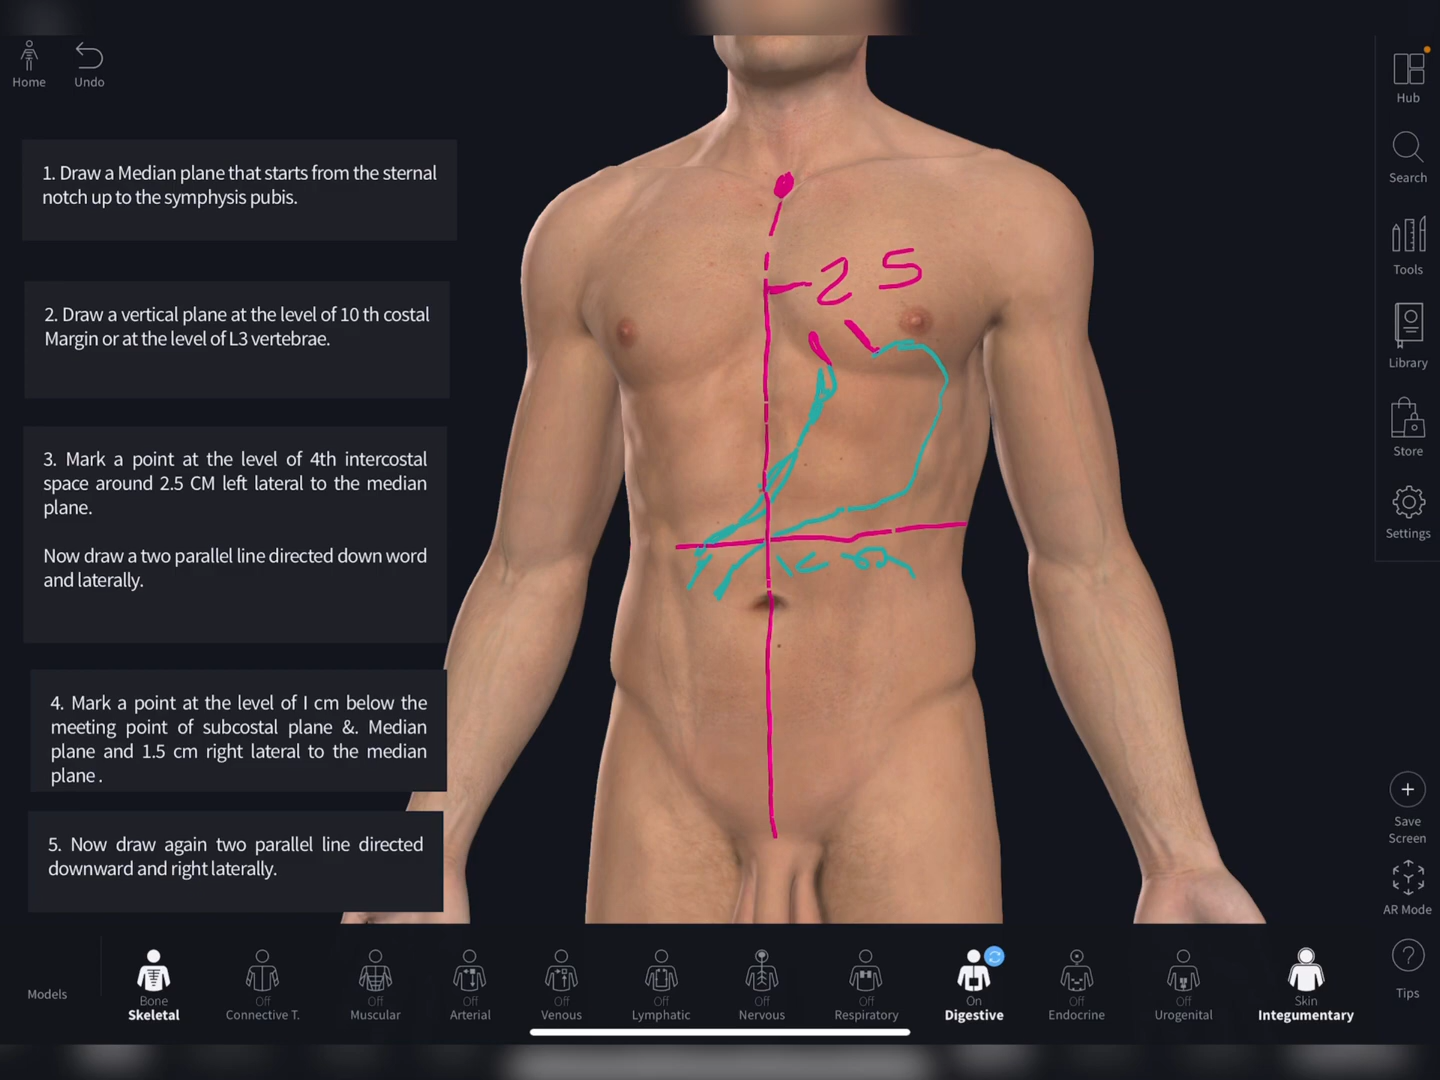 Home
Undo
1. Draw a Median plane that starts from the sternal
notch up to the symphysis pubis.
2. Draw a vertical plane at the level of 10 th costal
Margin or at the level of L3 vertebrae.
3. Mark a point at the level of 4th intercostal
space around 2.5 CM left lateral to the median
plane.
Now draw a two parallel line directed down word
and laterally.
4. Mark a point at the level of I cm below the
meeting point of subcostal plane &. Median
plane and 1.5 cm right lateral to the median
plane .
5. Now draw again two parallel line directed
downward and right laterally.
2 5
Hub
Search
Tools
Library
Store
Settings
Save
Screen
AR Mode
Tips
Models
Bone
Skeletal
Off
Connective T.
Off
Muscular
Off
Arterial
Off
Venous
Off
Lymphatic
Off
Nervous
Off
Respiratory
On
Digestive
Off
Endocrine
Off
Urogenital
Skin
Integumentary